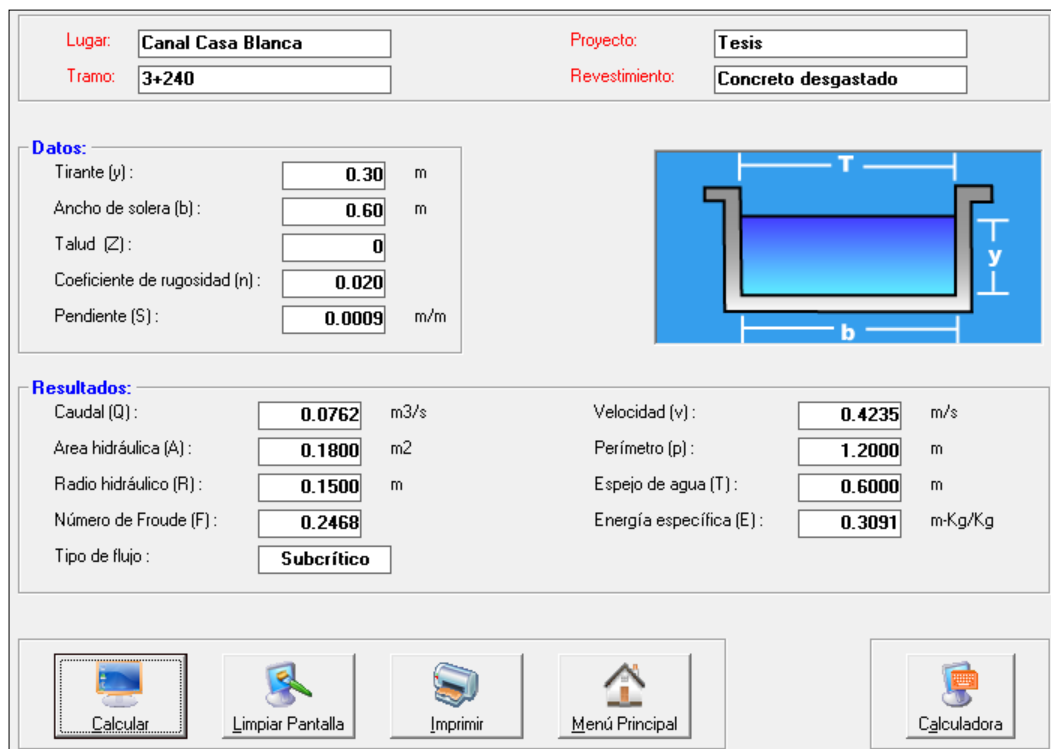 Lugar: Canal Casa Blanca Proyecto: Tesis
Tramo: 3+240 Revestimiento: Concreto desgastado
Datos:
Tirante (y) : 0.30 m
Ancho de solera (b) : 0.60 m
Talud (Z) : 0
Coeficiente de rugosidad (n) : 0.020
Pendiente (S) : 0.0009 m/m
T
y
b
Resultados:
Caudal (Q) : 0.0762 m3/s Velocidad (v) : 0.4235 m/s
Area hidráulica (A) : 0.1800 m2 Perímetro (p) : 1.2000 m
Radio hidráulico (R) : 0.1500 m Espejo de agua (T) : 0.6000 m
Número de Froude (F) : 0.2468 Energía específica (E) : 0.3091 m-Kg/Kg
Tipo de flujo : Subcrítico
Calcular Limpiar Pantalla Imprimir Menú Principal Calculadora